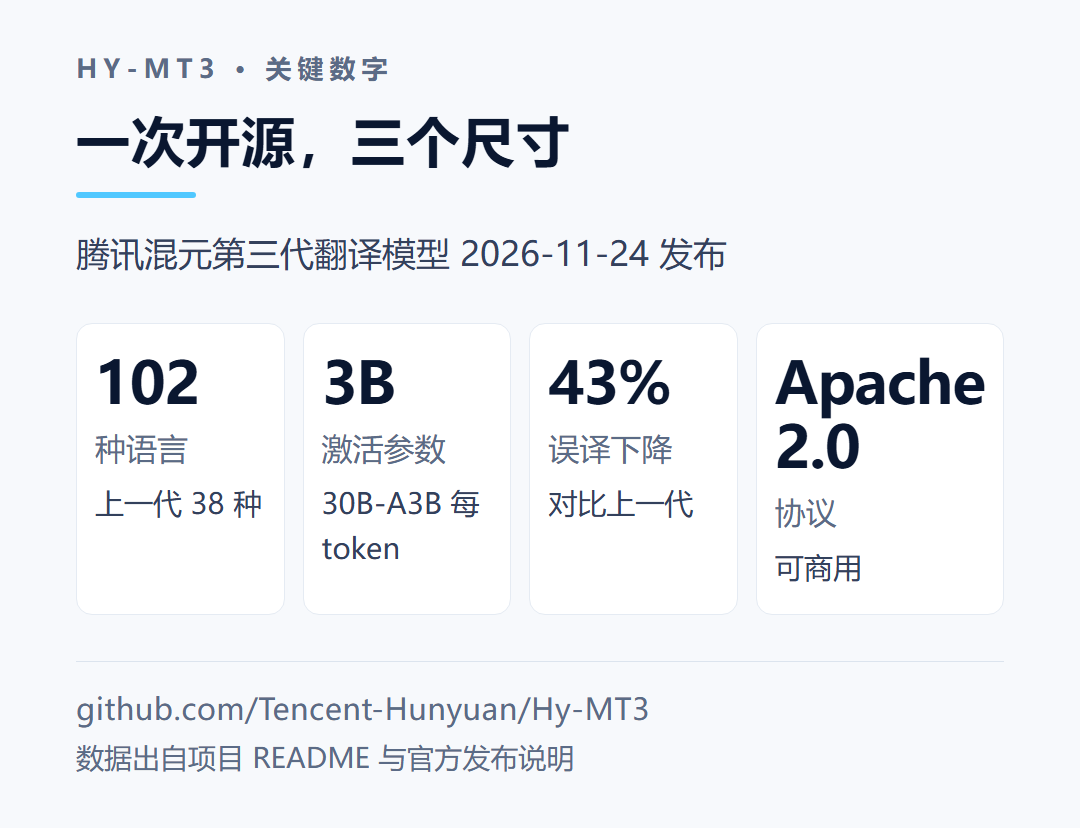 HY-MT3 • 关键数字
一次开源，三个尺寸
腾讯混元第三代翻译模型 2026-11-24 发布
102
种语言
上一代 38 种
3B
激活参数
30B-A3B 每
token
43%
误译下降
对比上一代
Apache
2.0
协议
可商用
github.com/Tencent-Hunyuan/Hy-MT3
数据出自项目 README 与官方发布说明